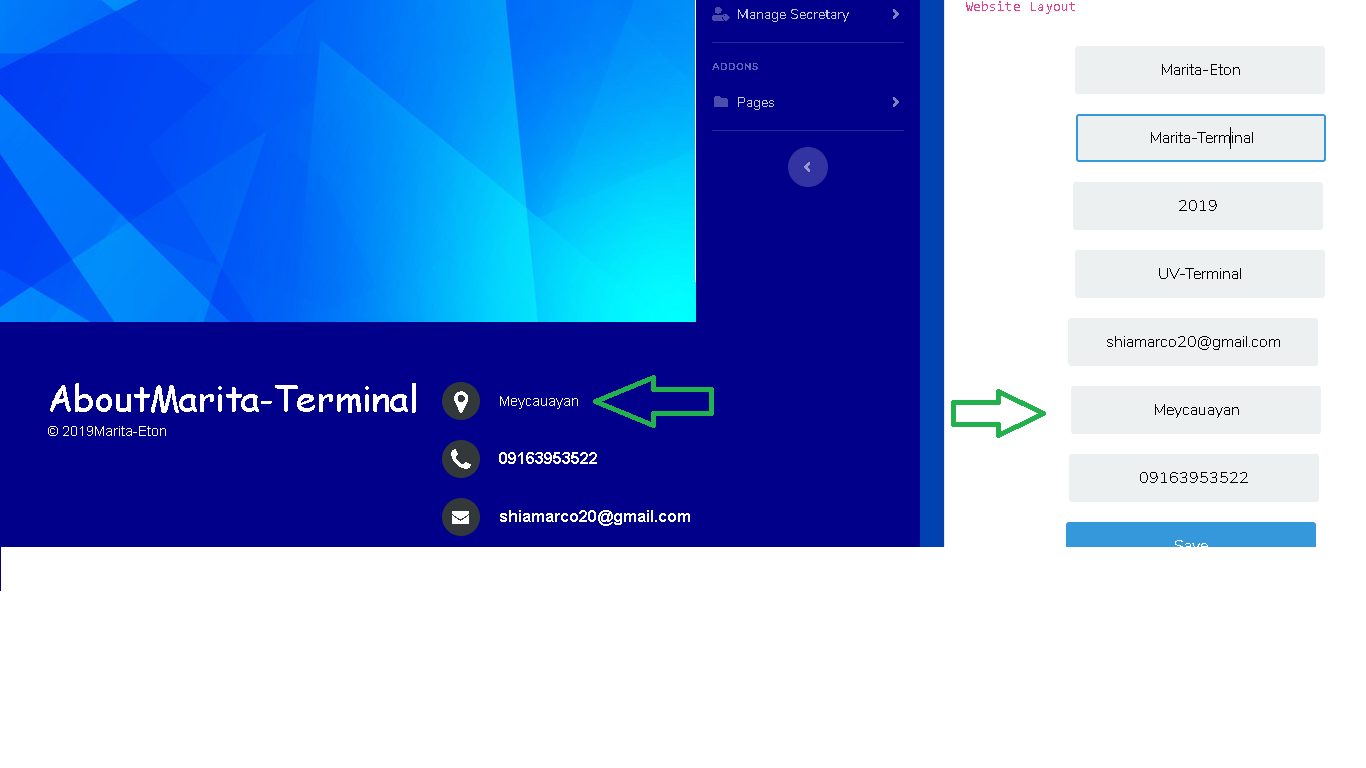 Manage Secretary
ADDONS
Pages
AboutMarita-Terminal
© 2019Marita-Eton
Meycauayan
09163953522
shiamarco20@gmail.com
Website Layout
Marita-Eton
Marita-Terminal
2019
UV-Terminal
shiamarco20@gmail.com
Meycauayan
09163953522
Save